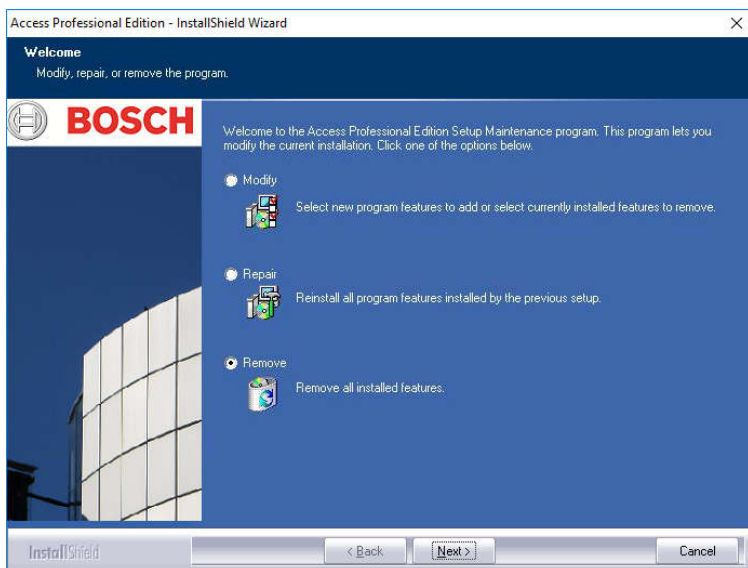 Access Professional Edition - InstallShield Wizard
Welcome
Modify, repair, or remove the program.
BOSCH
Welcome to the Access Professional Edition Setup Maintenance program. This program lets you
modify the current installation. Click one of the options below.
Modify
Select new program features to add or select currently installed features to remove.
Repair
Reinstall all program features installed by the previous setup.
Remove
Remove all installed features.
InstallShield
< Back
Next >
Cancel